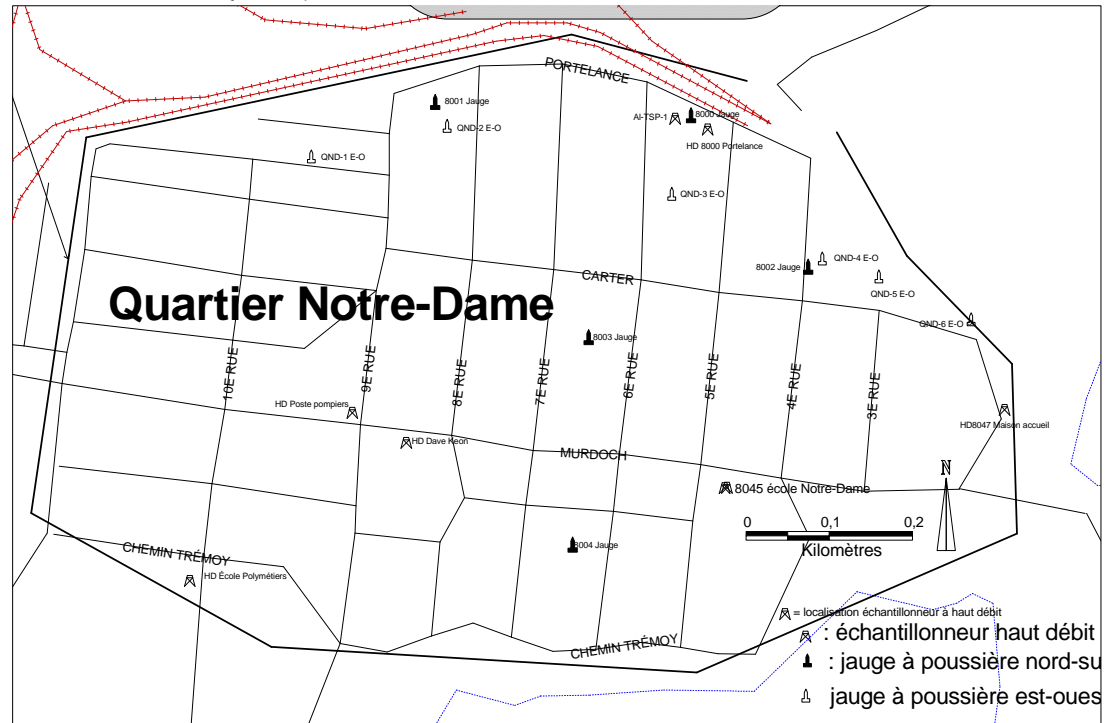 PORTELANCE
8001 Jauge
QND-2 E-O
Al-TSP-1
8000 Jauge
HD 8000 Portelance
QND-1 E-O
QND-3 E-O
8002 Jauge
QND-4 E-O
QND-5 E-O
CARTER
Quartier Notre-Dame
QND-6 E-O
8003 Jauge
10E RUE
9E RUE
8E RUE
7E RUE
6E RUE
5E RUE
4E RUE
3E RUE
HD Poste pompiers
HD8047 Maison accueil
HD Dave Keon
MURDOCH
N
8045 école Notre-Dame
0 0,1 0,2
Kilomètres
8004 Jauge
CHEMIN TRÉMOY
HD École Polymétiers
= localisation échantillonneur à haut débit
: échantillonneur haut débit
CHEMIN TRÉMOY
: jauge à poussière nord-su
jauge à poussière est-oues